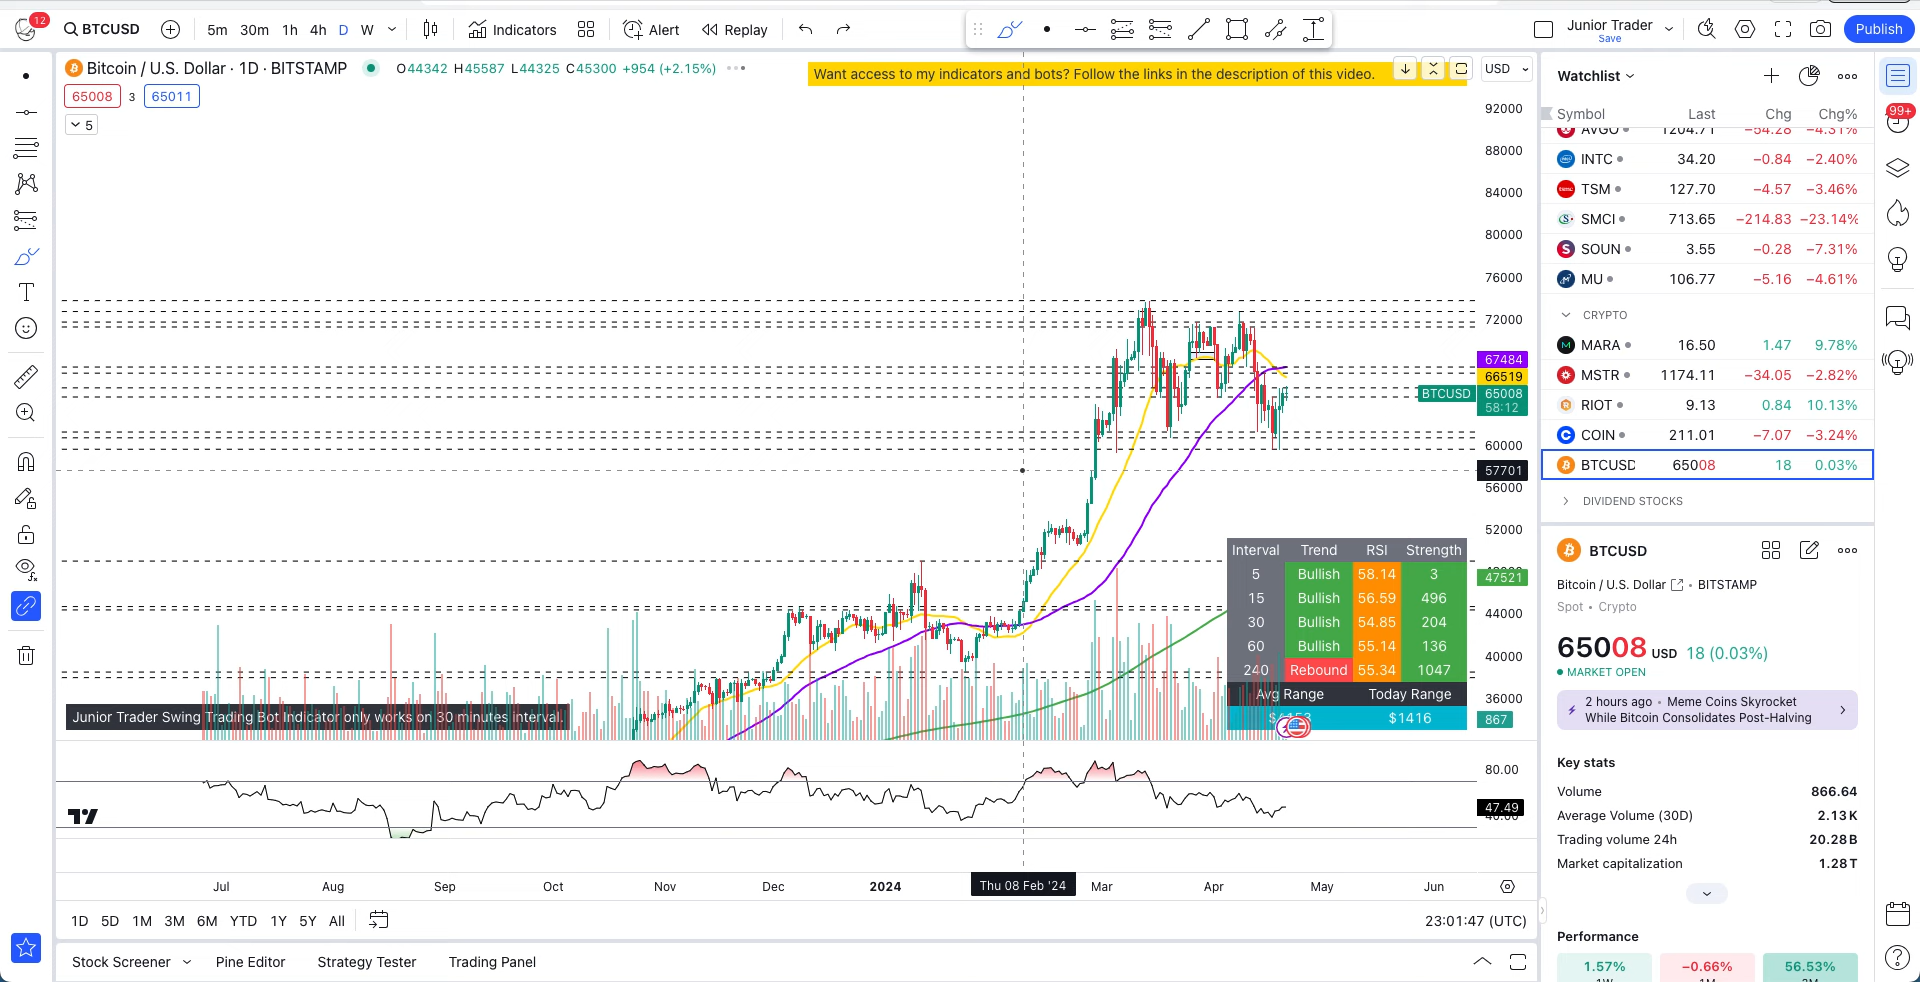 12
BTCUSD
5m 30m 1h 4h D W
Indicators
Alert
Replay
Junior Trader
Save
Publish
Bitcoin / U.S. Dollar · 1D · BITSTAMP
O44342 H45587 L44325 C45300 +954 (+2.15%)
65008 3 65011
5
Want access to my indicators and bots? Follow the links in the description of this video.
USD
92000
88000
84000
80000
76000
72000
67484
66519
BTCUSD 65008
58:12
60000
57701
56000
52000
47521
44000
40000
36000
867
Interval Trend RSI Strength
5 Bullish 58.14 3
15 Bullish 56.59 496
30 Bullish 54.85 204
60 Bullish 55.14 136
240 Rebound 55.34 1047
Avg Range Today Range
$1416
Junior Trader Swing Trading Bot Indicator only works on 30 minutes interval.
80.00
47.49
Jul Aug Sep Oct Nov Dec 2024 Thu 08 Feb '24 Mar Apr May Jun
1D 5D 1M 3M 6M YTD 1Y 5Y All
23:01:47 (UTC)
Stock Screener Pine Editor Strategy Tester Trading Panel
Watchlist
Symbol Last Chg Chg%
AVGO 1204.71 −54.28 −4.31%
INTC 34.20 −0.84 −2.40%
TSM 127.70 −4.57 −3.46%
SMCI 713.65 −214.83 −23.14%
SOUN 3.55 −0.28 −7.31%
MU 106.77 −5.16 −4.61%
CRYPTO
MARA 16.50 1.47 9.78%
MSTR 1174.11 −34.05 −2.82%
RIOT 9.13 0.84 10.13%
COIN 211.01 −7.07 −3.24%
BTCUSD 65008 18 0.03%
DIVIDEND STOCKS
BTCUSD
Bitcoin / U.S. Dollar • BITSTAMP
Spot • Crypto
65008 USD 18 (0.03%)
MARKET OPEN
2 hours ago • Meme Coins Skyrocket
While Bitcoin Consolidates Post-Halving
Key stats
Volume 866.64
Average Volume (30D) 2.13K
Trading volume 24h 20.28B
Market capitalization 1.28T
Performance
1.57% −0.66% 56.53%
99+